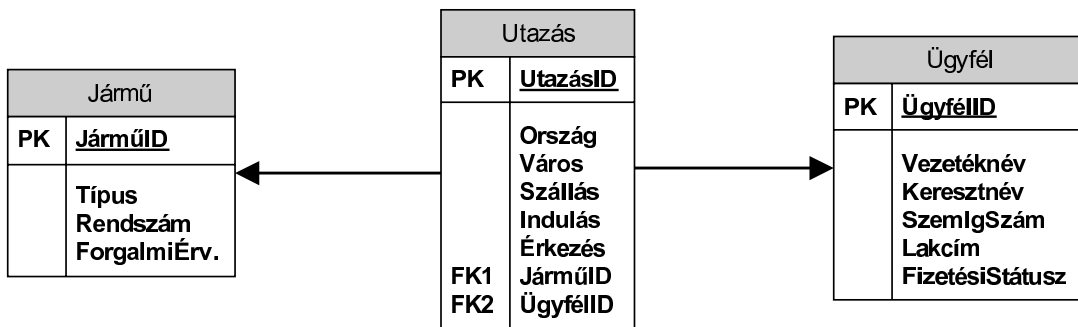 Jármű
PK JárműID
Típus
Rendszám
ForgalmiÉrv.
Utazás
PK UtazásID
Ország
Város
Szállás
Indulás
Érkezés
FK1 JárműID
FK2 ÜgyfélID
Ügyfél
PK ÜgyfélID
Vezetéknév
Keresztnév
SzemIgSzám
Lakcím
FizetésiStátusz